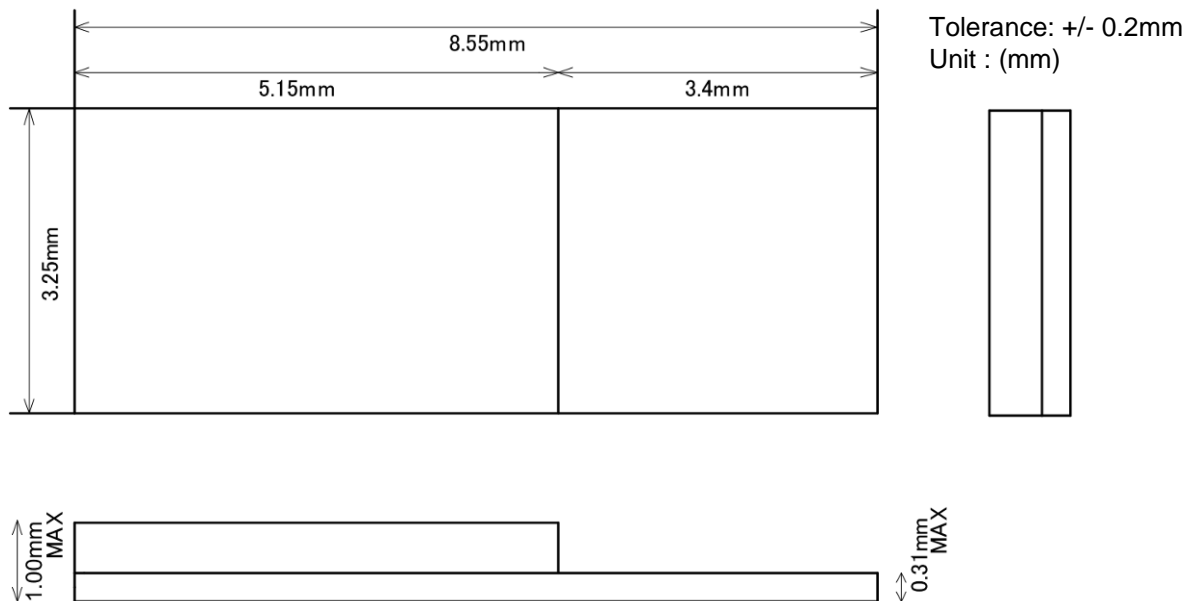 8.55mm
Tolerance: +/- 0.2mm
Unit : (mm)
5.15mm
3.4mm
3.25mm
1.00mm
MAX
0.31mm
MAX